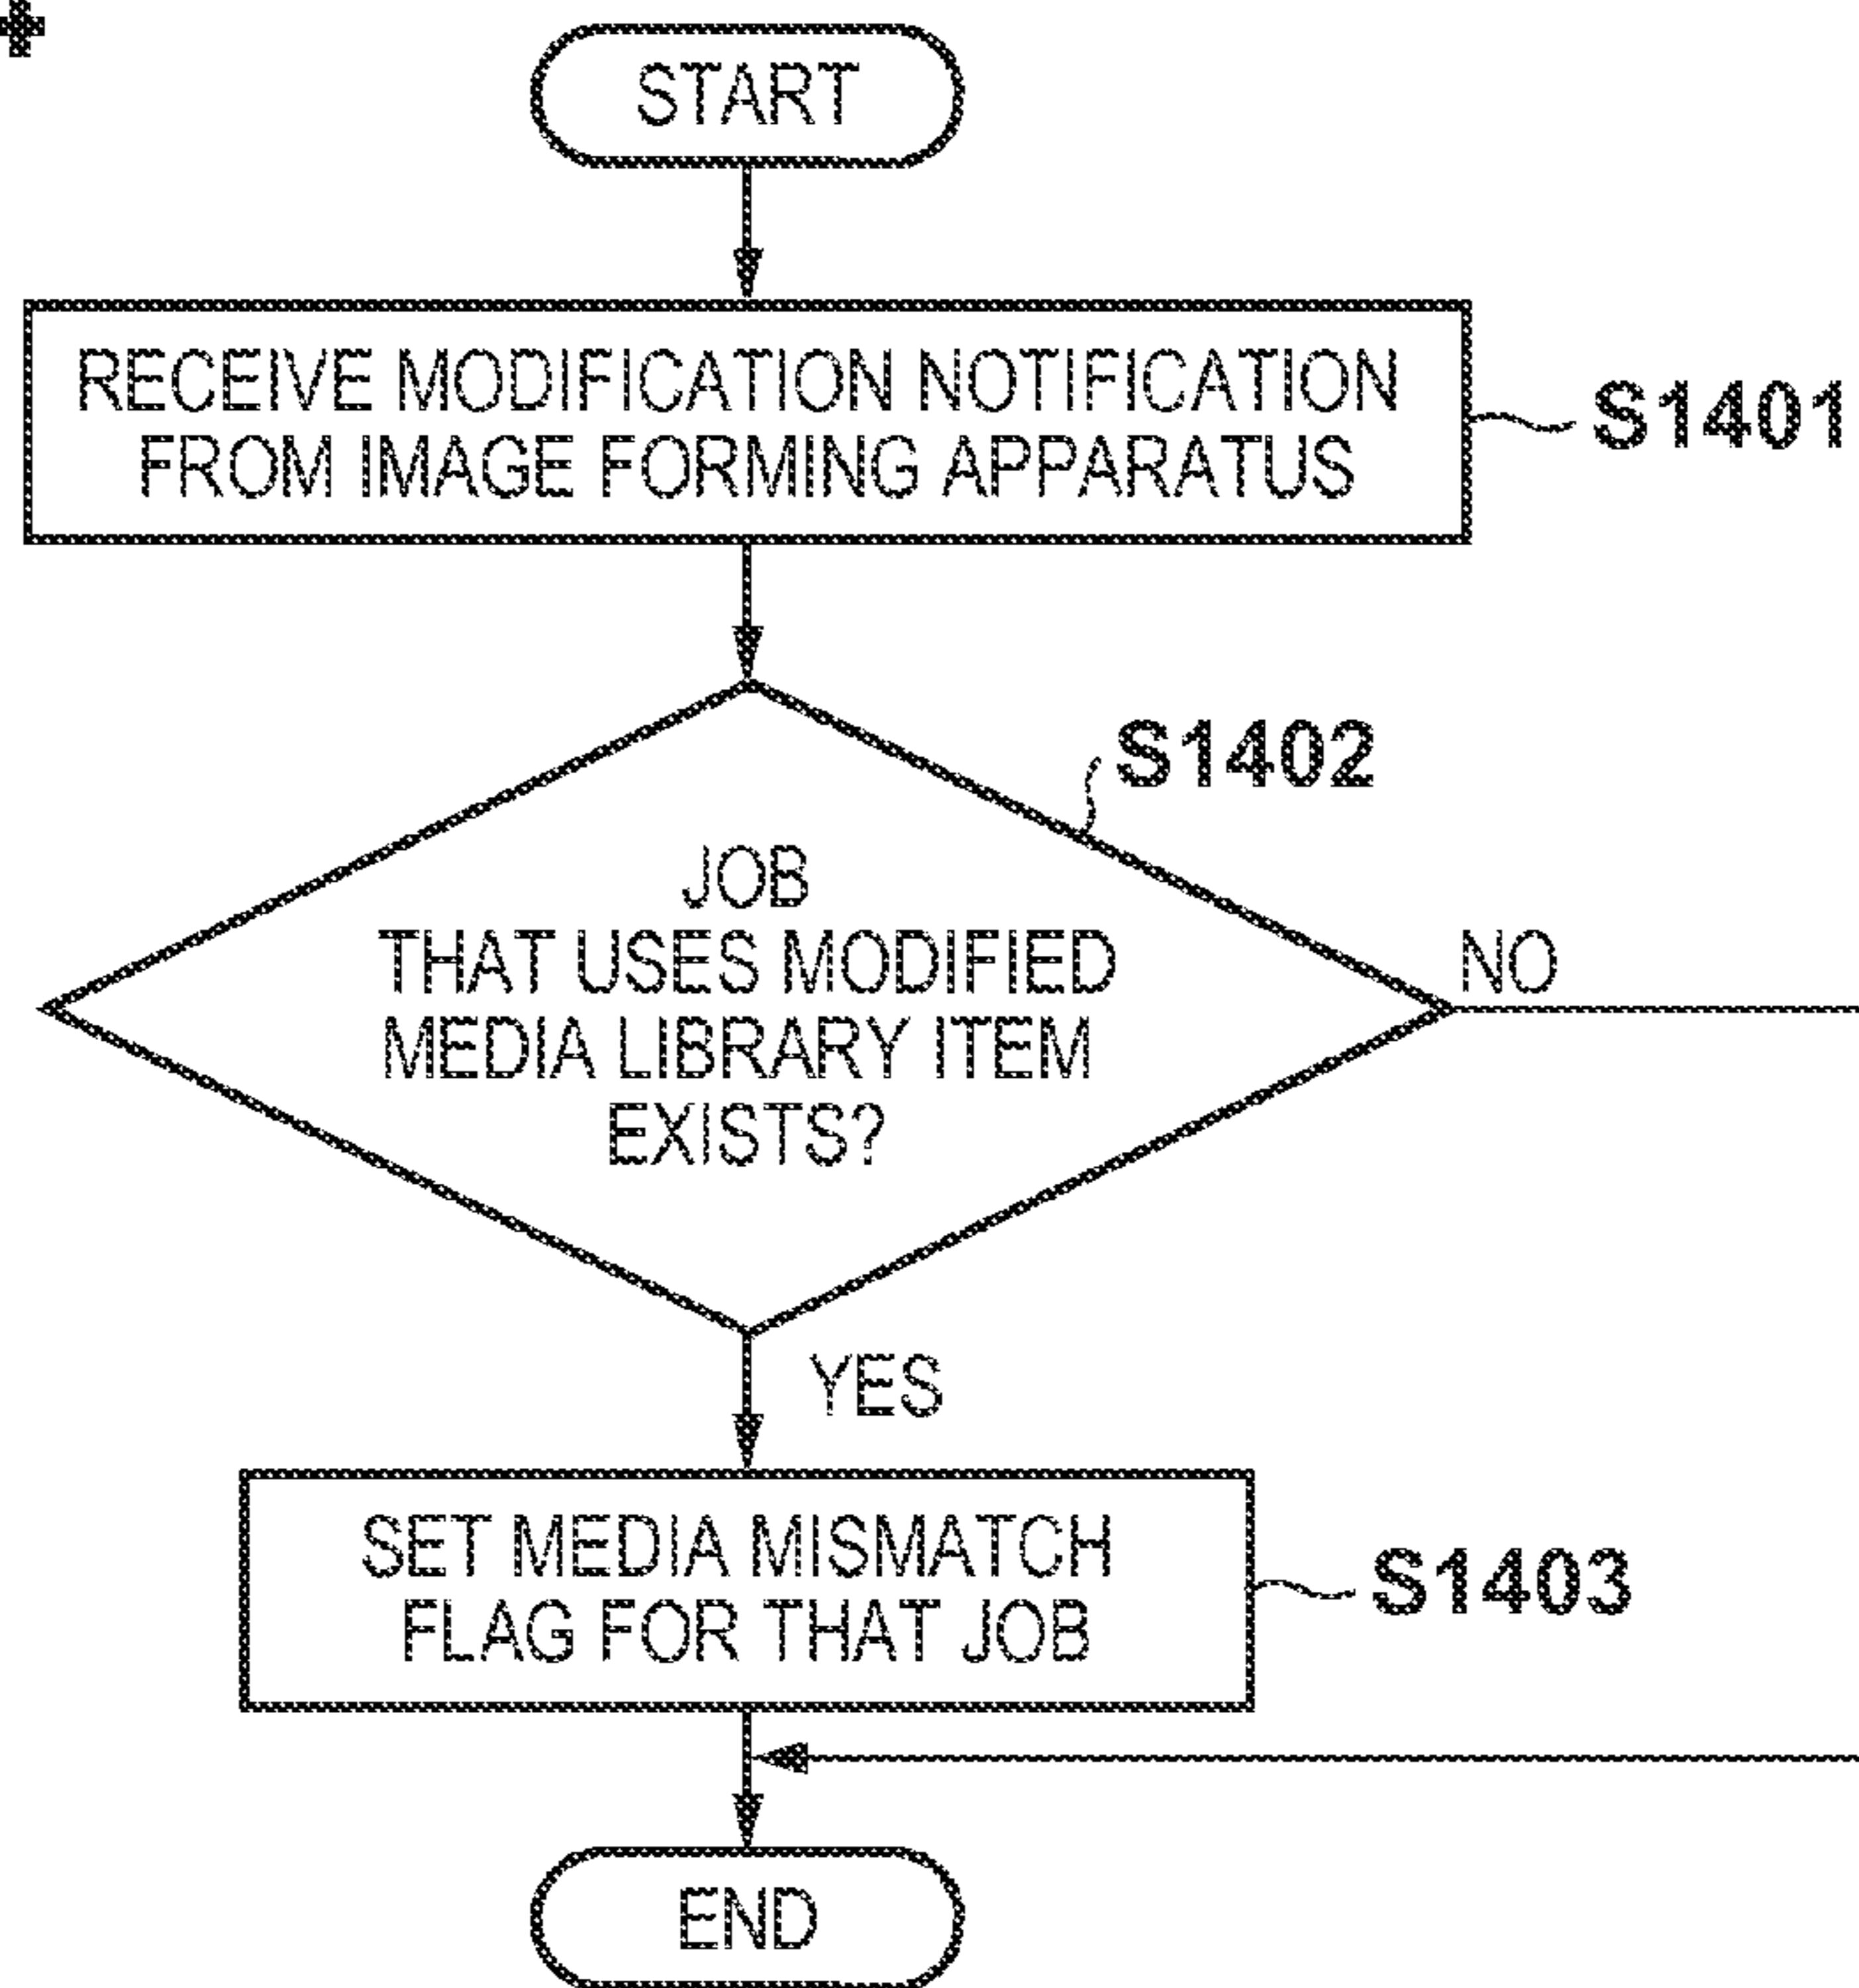 START
RECEIVE MODIFICATION NOTIFICATION
FROM IMAGE FORMING APPARATUS
S1401
S1402
JOB
THAT USES MODIFIED
MEDIA LIBRARY ITEM
EXISTS?
NO
YES
SET MEDIA MISMATCH
FLAG FOR THAT JOB
S1403
END